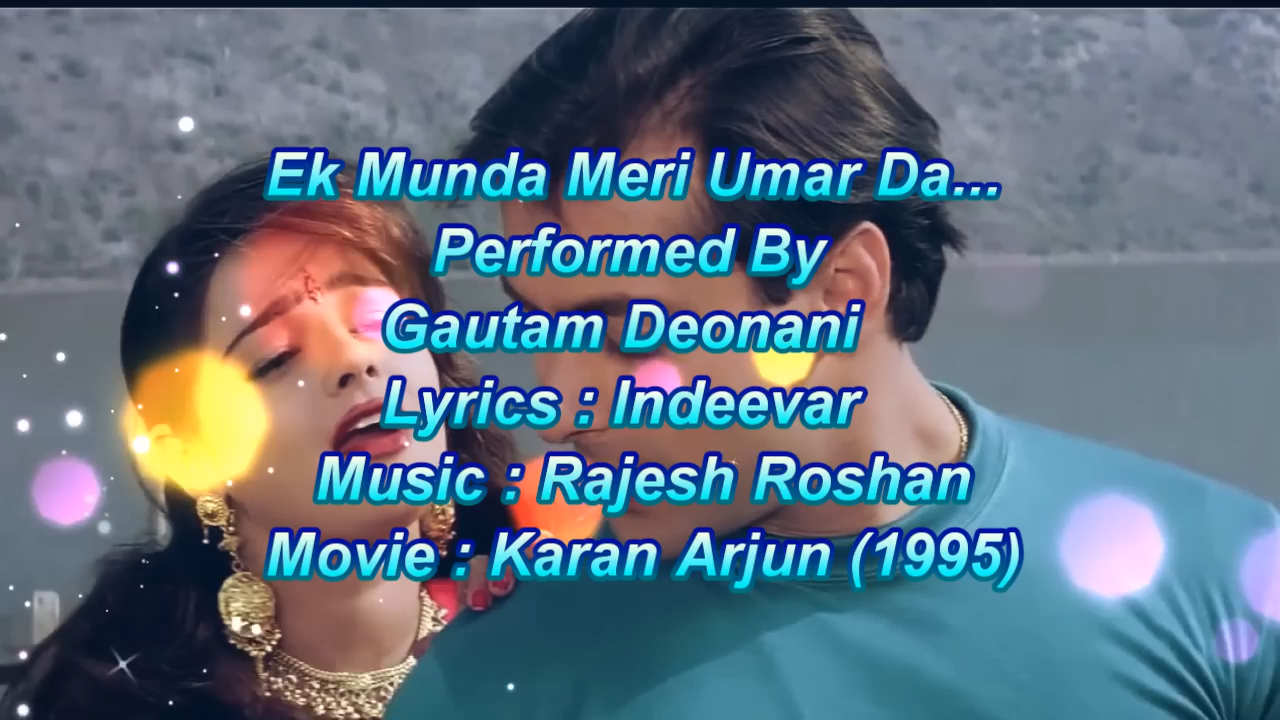 Ek Munda Meri Umar Da...
Performed By
Gautam Deonani
Lyrics : Indeevar
Music : Rajesh Roshan
Movie : Karan Arjun (1995)